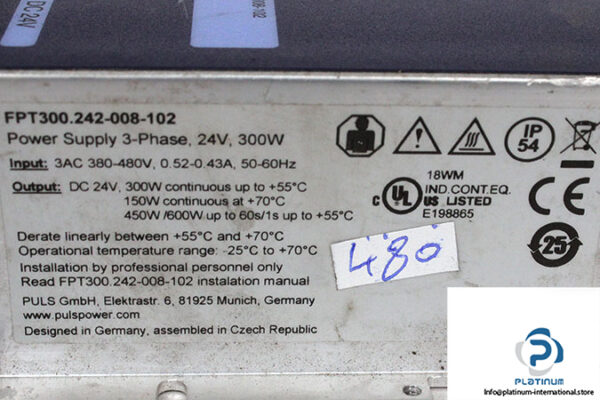 DC 24V
008-102
FPT300.242-008-102
Power Supply 3-Phase, 24V, 300W
Input: 3AC 380-480V, 0.52-0.43A, 50-60Hz
Output: DC 24V, 300W continuous up to +55°C
150W continuous at +70°C
450W /600W up to 60s/1s up to +55°C
Derate linearly between +55°C and +70°C
Operational temperature range: -25°C to +70°C
Installation by professional personnel only
Read FPT300.242-008-102 instalation manual
PULS GmbH, Elektrastr. 6, 81925 Munich, Germany
www.pulspower.com
Designed in Germany, assembled in Czech Republic
IP
54
18WM
c UL us
IND.CONT.EQ.
LISTED
E198865
CE
25
480
PLATINUM
Info@platinum-international.store